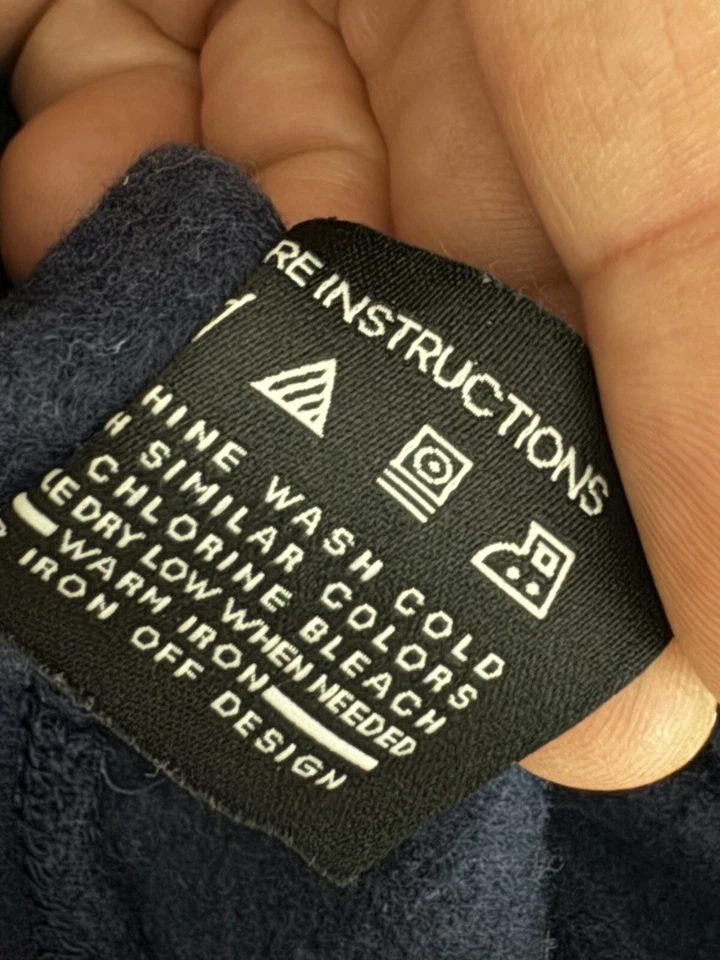 RE INSTRUCTIONS
HINE WASH COLD
H SIMILAR COLORS
CHLORINE BLEACH
LE DRY LOW WHEN NEEDED
WARM IRON
IRON OFF DESIGN